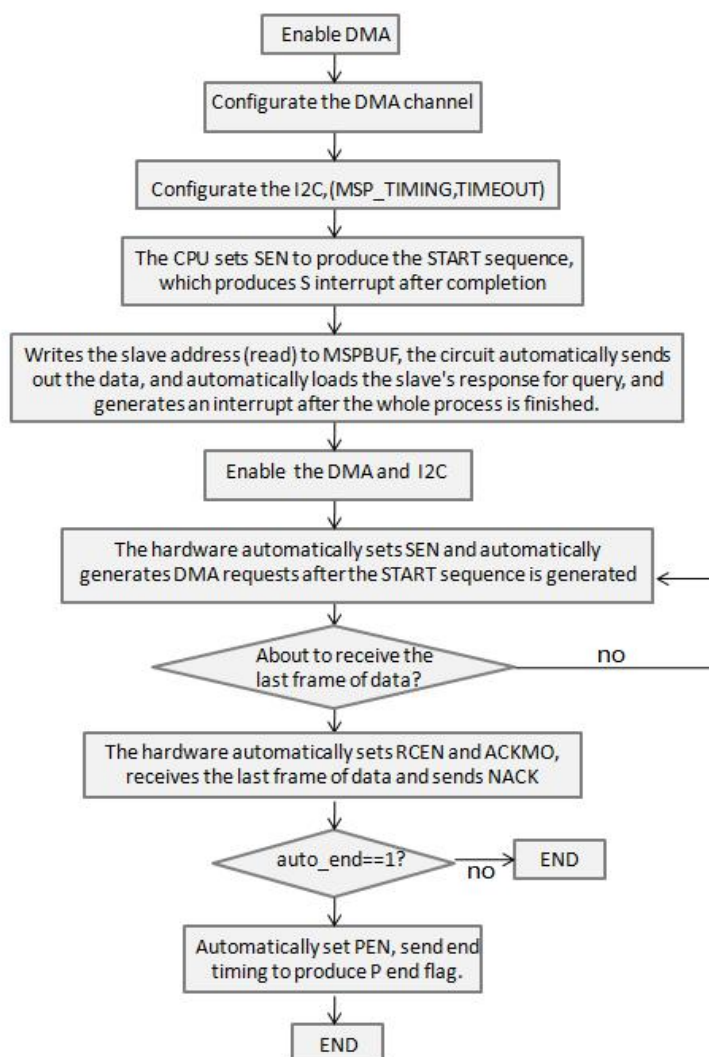 Enable DMA
Configurate the DMA channel
Configurate the I2C,(MSP_TIMING,TIMEOUT)
The CPU sets SEN to produce the START sequence,
which produces S interrupt after completion
Writes the slave address (read) to MSPBUF, the circuit automatically sends
out the data, and automatically loads the slave's response for query, and
generates an interrupt after the whole process is finished.
Enable the DMA and I2C
The hardware automatically sets SEN and automatically
generates DMA requests after the START sequence is generated
About to receive the
last frame of data?
no
The hardware automatically sets RCEN and ACKMO,
receives the last frame of data and sends NACK
auto_end==1?
no
END
Automatically set PEN, send end
timing to produce P end flag.
END